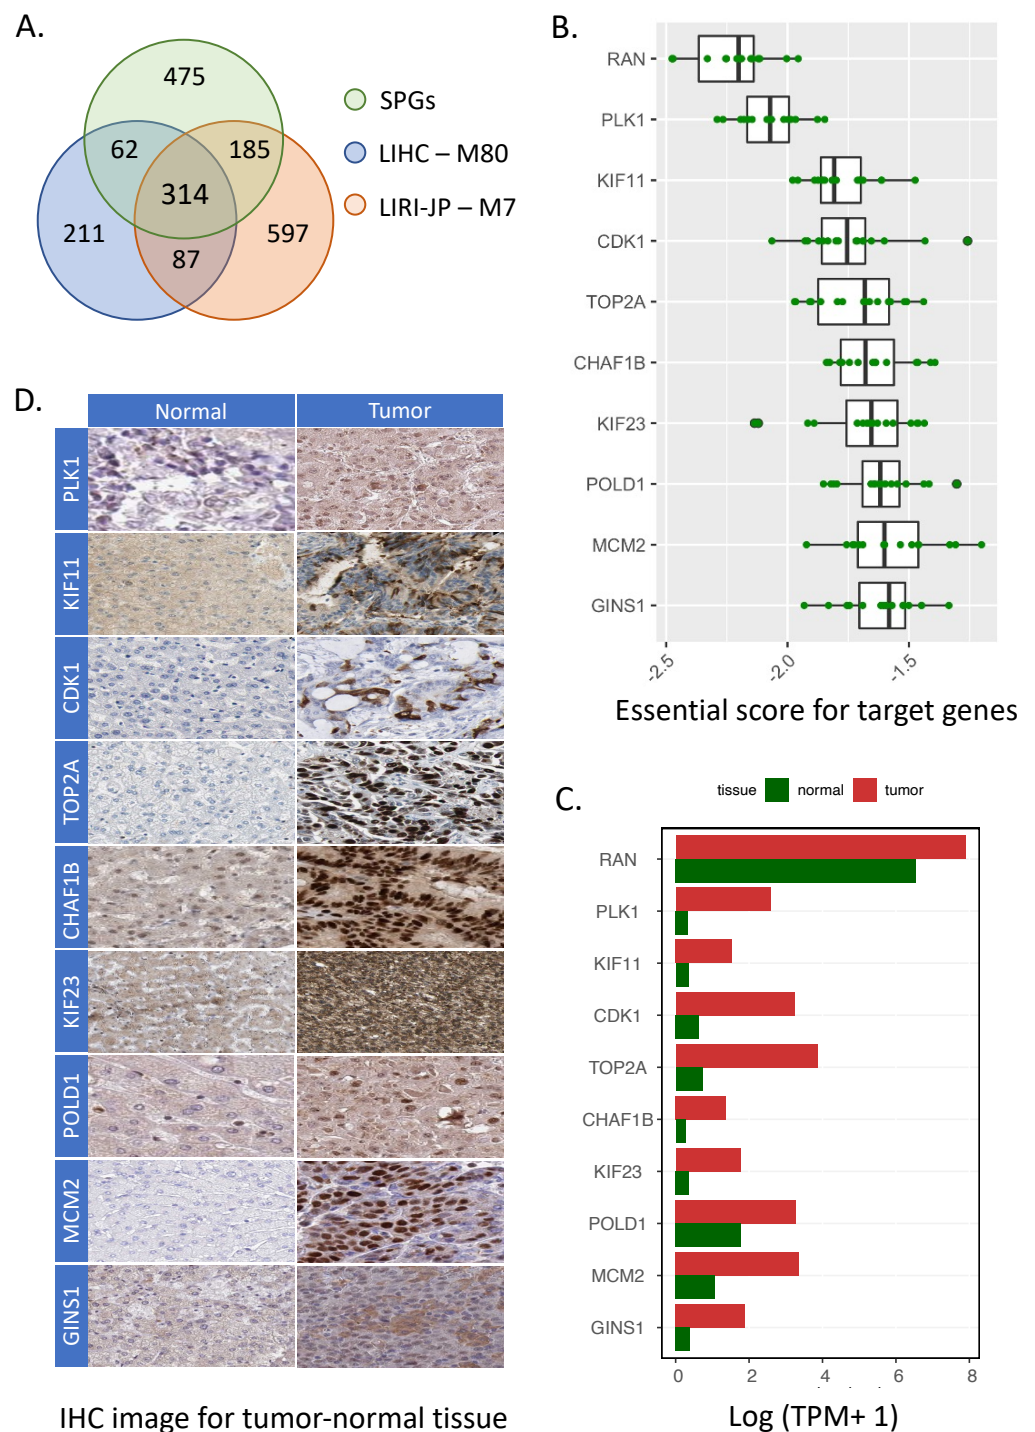 A.
475
62
185
314
211
87
597
SPGs
LIHC – M80
LIRI-JP – M7
B.
RAN
PLK1
KIF11
CDK1
TOP2A
CHAF1B
KIF23
POLD1
MCM2
GINS1
-2.5
-2.0
-1.5
Essential score for target genes
C.
tissue normal tumor
RAN
PLK1
KIF11
CDK1
TOP2A
CHAF1B
KIF23
POLD1
MCM2
GINS1
0 2 4 6 8
Log (TPM+ 1)
D.
Normal Tumor
PLK1
KIF11
CDK1
TOP2A
CHAF1B
KIF23
POLD1
MCM2
GINS1
IHC image for tumor-normal tissue